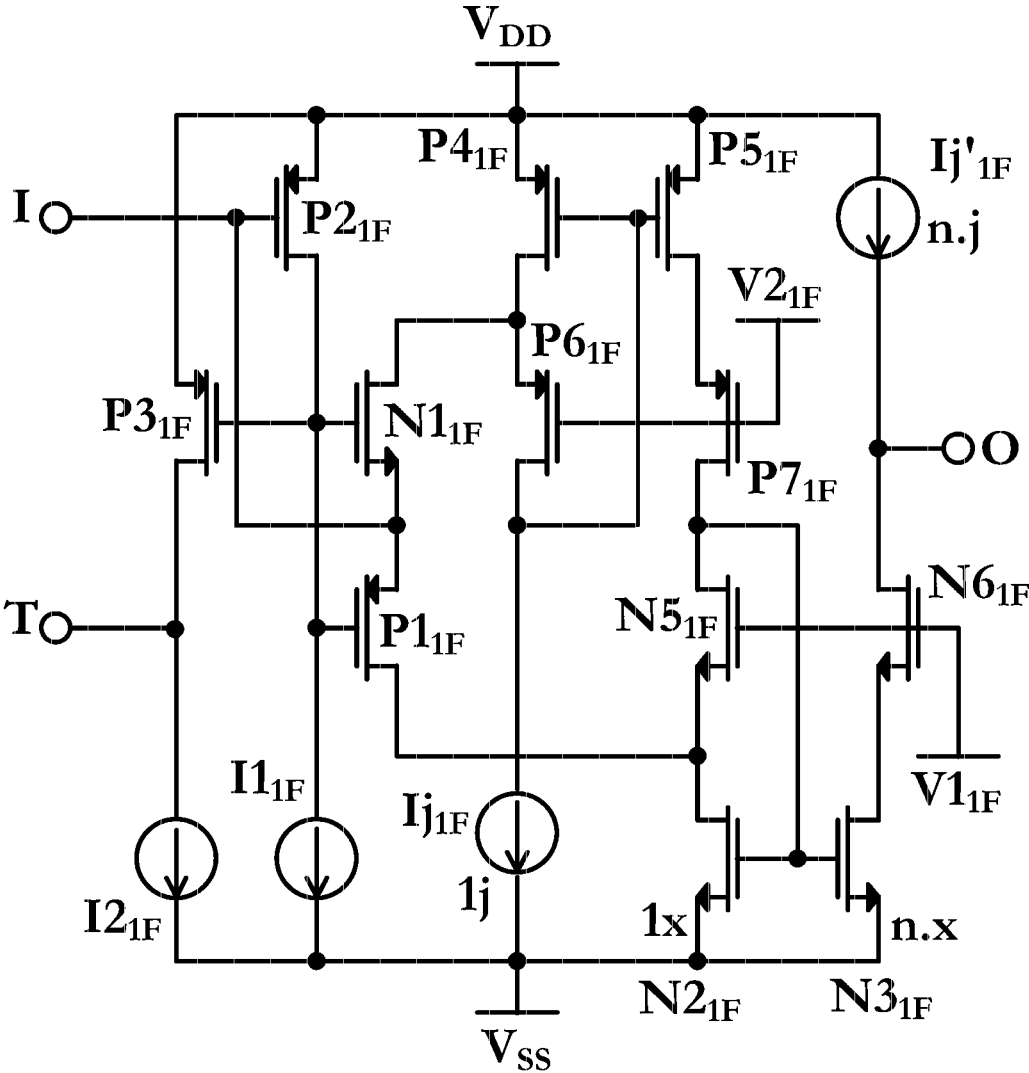 VDD
P41F
P51F
Ij'1F
I
P21F
n.j
V21F
P61F
P31F
N11F
O
P71F
N61F
T
P11F
N51F
I11F
V11F
Ij1F
1j
I21F
1x
n.x
N21F
N31F
VSS